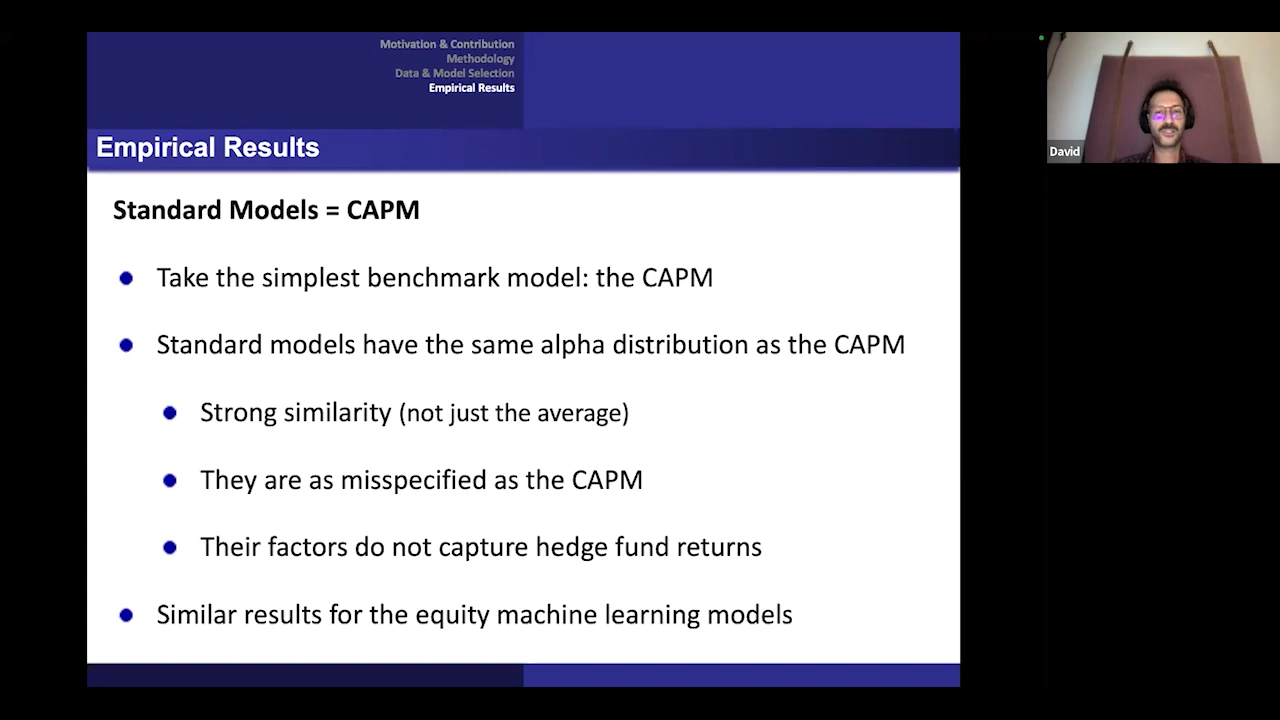 Motivation & Contribution
Methodology
Data & Model Selection
Empirical Results
Empirical Results
Standard Models = CAPM
Take the simplest benchmark model: the CAPM
Standard models have the same alpha distribution as the CAPM
Strong similarity (not just the average)
They are as misspecified as the CAPM
Their factors do not capture hedge fund returns
Similar results for the equity machine learning models
David